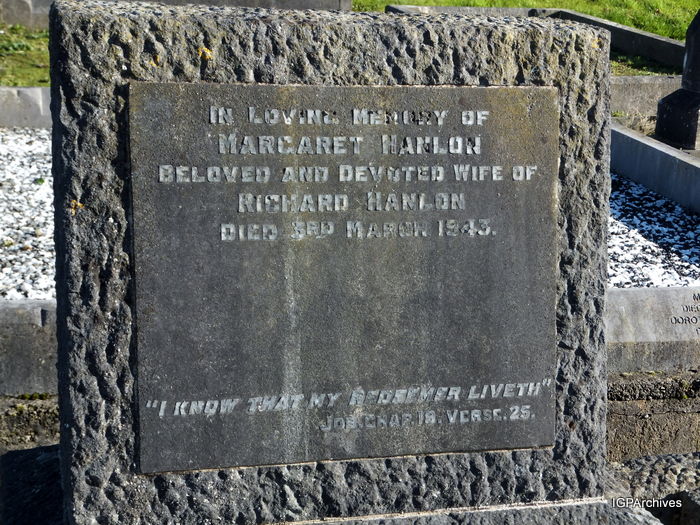 IN LOVING MEMORY OF
MARGARET HANLON
BELOVED AND DEVOTED WIFE OF
RICHARD HANLON
DIED 3RD MARCH 1943.
"I KNOW THAT MY REDEEMER LIVETH"
JOB. CHAP 19. VERSE. 25.
IGPArchives